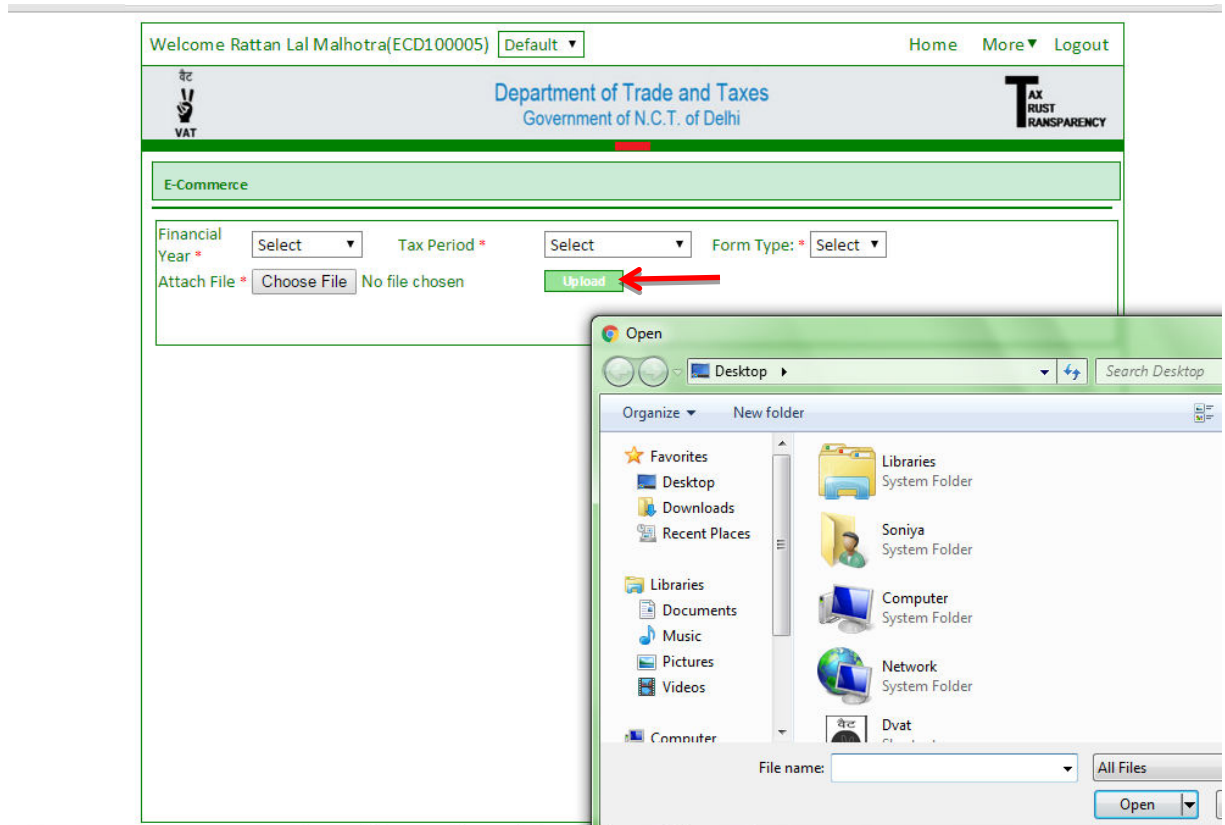 Welcome Rattan Lal Malhotra(ECD100005) Default Home More Logout
वैट
VAT
Department of Trade and Taxes
Government of N.C.T. of Delhi
TAX
TRUST
TRANSPARENCY
E-Commerce
Financial Year * Select Tax Period * Select Form Type: * Select
Attach File * Choose File No file chosen Upload
Open
Desktop
Search Desktop
Organize New folder
Favorites
Desktop
Downloads
Recent Places
Libraries
Documents
Music
Pictures
Videos
Computer
Libraries
System Folder
Soniya
System Folder
Computer
System Folder
Network
System Folder
वैट
Dvat
File name: All Files
Open